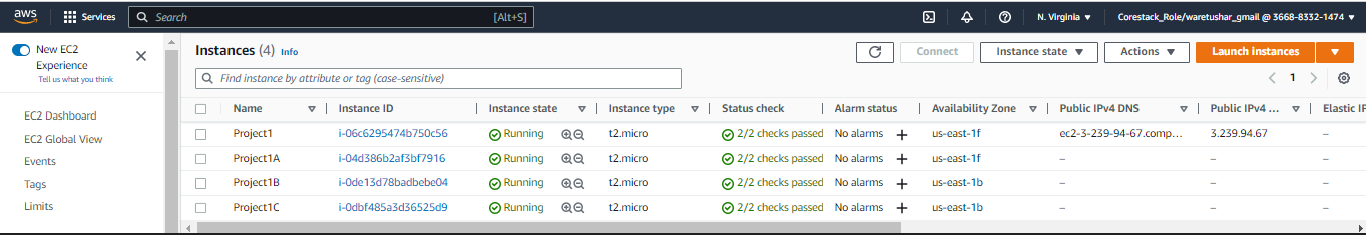 aws Services Search [Alt+S] N. Virginia Corestack_Role/waretushar_gmail @ 3668-8332-1474
New EC2 Experience
Tell us what you think
EC2 Dashboard
EC2 Global View
Events
Tags
Limits
Instances (4) Info Connect Instance state Actions Launch instances
Find instance by attribute or tag (case-sensitive) 1
Name Instance ID Instance state Instance type Status check Alarm status Availability Zone Public IPv4 DNS Public IPv4 ... Elastic IP
Project1 i-06c6295474b750c56 Running t2.micro 2/2 checks passed No alarms + us-east-1f ec2-3-239-94-67.comp... 3.239.94.67 –
Project1A i-04d386b2af3bf7916 Running t2.micro 2/2 checks passed No alarms + us-east-1f – – –
Project1B i-0de13d78badbebe04 Running t2.micro 2/2 checks passed No alarms + us-east-1b – – –
Project1C i-0dbf485a3d36525d9 Running t2.micro 2/2 checks passed No alarms + us-east-1b – – –